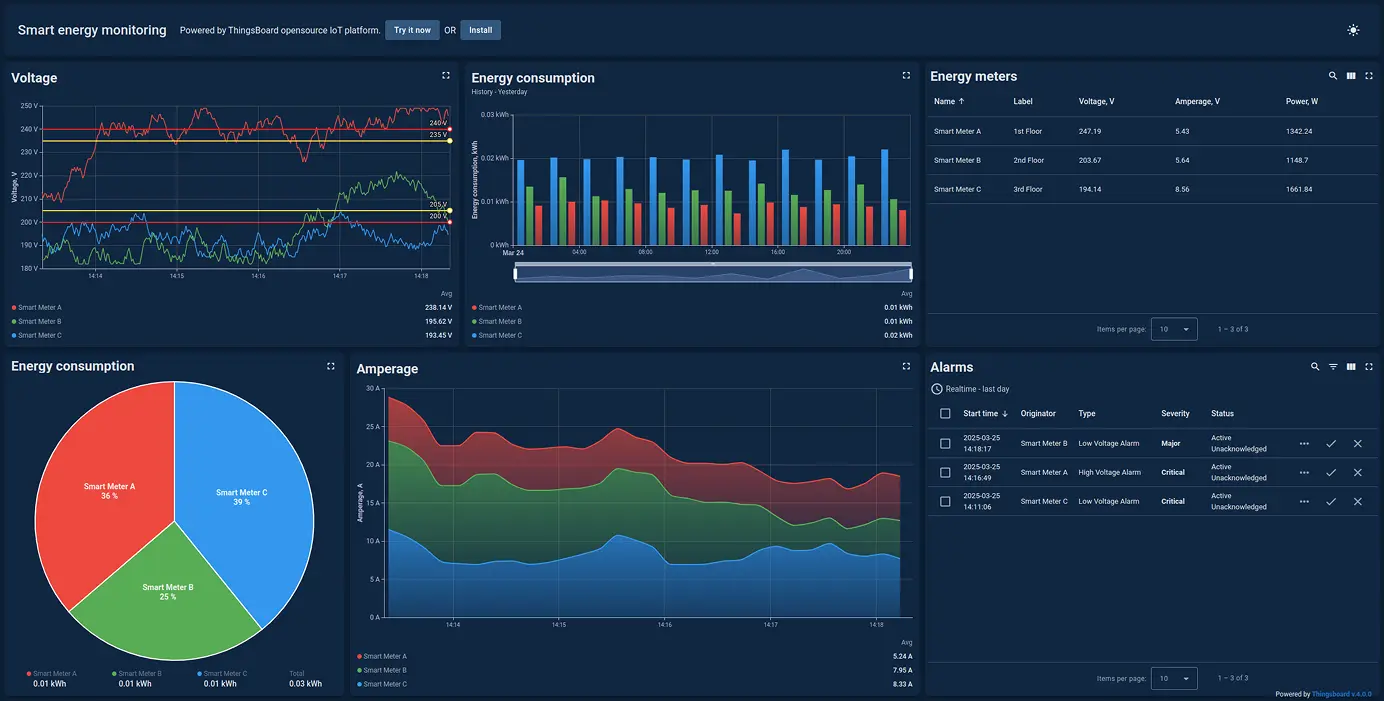 Smart energy monitoring Powered by ThingsBoard opensource IoT platform. Try it now OR Install
Voltage
250 V
240 V
230 V
220 V
210 V
200 V
190 V
180 V
Voltage, V
240 V
235 V
205 V
200 V
14:14 14:15 14:16 14:17 14:18
Avg
Smart Meter A 238.14 V
Smart Meter B 195.62 V
Smart Meter C 193.45 V
Energy consumption
History - Yesterday
0.03 kWh
0.02 kWh
0.01 kWh
0 kWh
Energy consumption, kWh
Mar 24 04:00 08:00 12:00 16:00 20:00
Avg
Smart Meter A 0.01 kWh
Smart Meter B 0.01 kWh
Smart Meter C 0.02 kWh
Energy meters
Name Label Voltage, V Amperage, V Power, W
Smart Meter A 1st Floor 247.19 5.43 1342.24
Smart Meter B 2nd Floor 203.67 5.64 1148.7
Smart Meter C 3rd Floor 194.14 8.56 1661.84
Items per page: 10 1 – 3 of 3
Energy consumption
Smart Meter A
36 %
Smart Meter C
39 %
Smart Meter B
25 %
Smart Meter A Smart Meter B Smart Meter C Total
0.01 kWh 0.01 kWh 0.01 kWh 0.03 kWh
Amperage
30 A
25 A
20 A
15 A
10 A
5 A
0 A
Amperage, A
14:14 14:15 14:16 14:17 14:18
Avg
Smart Meter A 5.24 A
Smart Meter B 7.95 A
Smart Meter C 8.33 A
Alarms
Realtime - last day
Start time Originator Type Severity Status
2025-03-25
14:18:17 Smart Meter B Low Voltage Alarm Major Active
Unacknowledged
2025-03-25
14:16:49 Smart Meter A High Voltage Alarm Critical Active
Unacknowledged
2025-03-25
14:11:06 Smart Meter C Low Voltage Alarm Critical Active
Unacknowledged
Items per page: 10 1 – 3 of 3
Powered by Thingsboard v.4.0.0